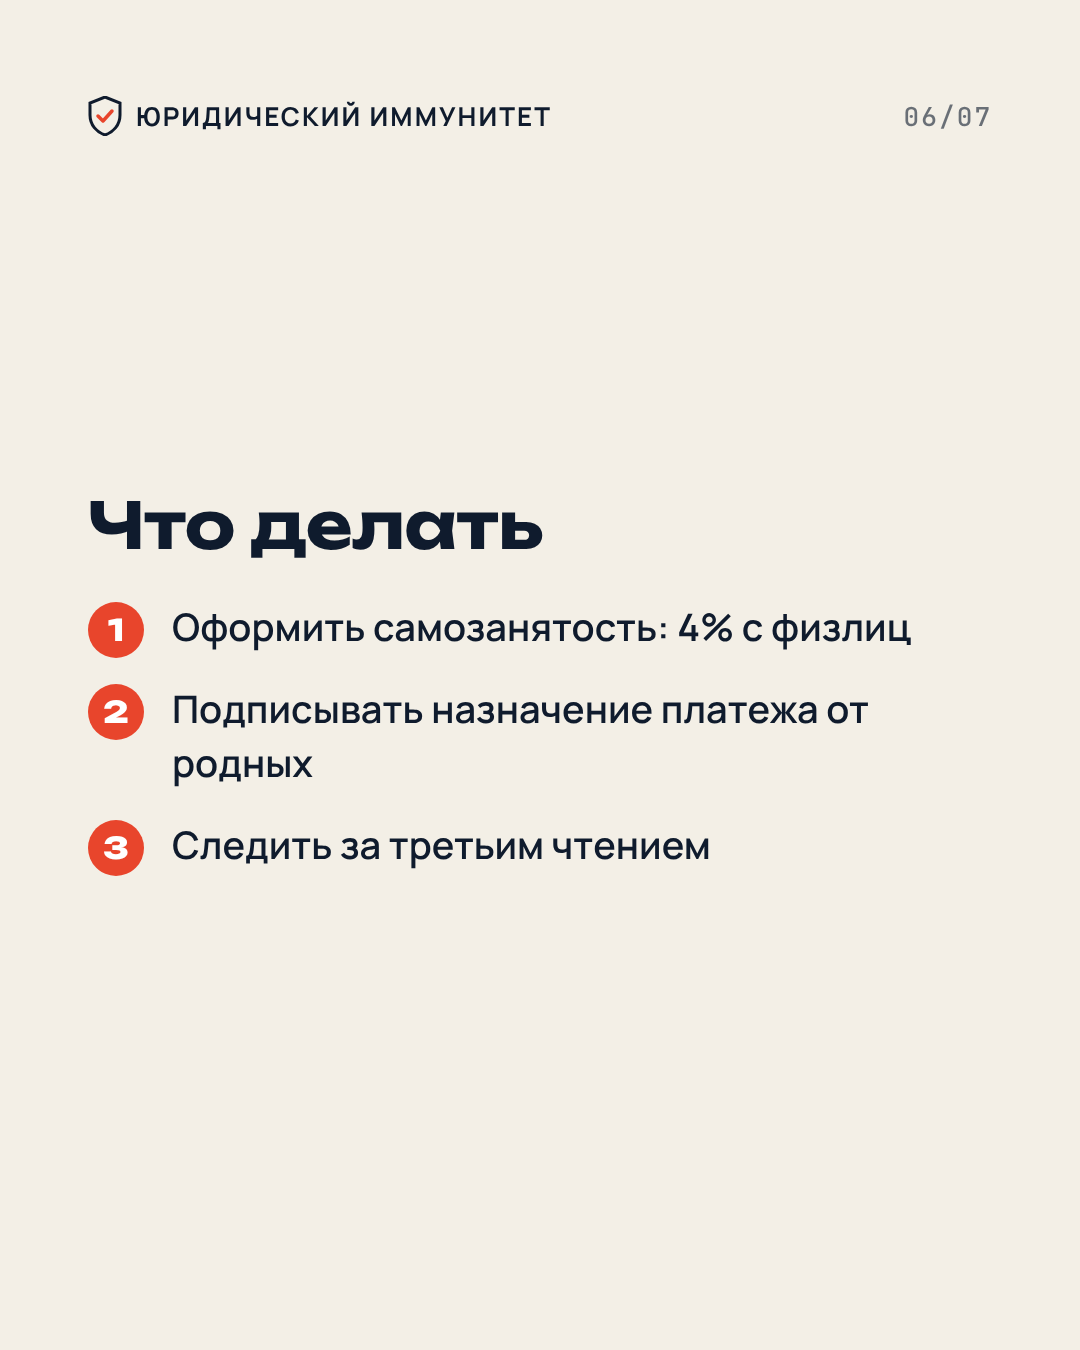 ЮРИДИЧЕСКИЙ ИММУНИТЕТ
06/07
Что делать
1 Оформить самозанятость: 4% с физлиц
2 Подписывать назначение платежа от
родных
3 Следить за третьим чтением